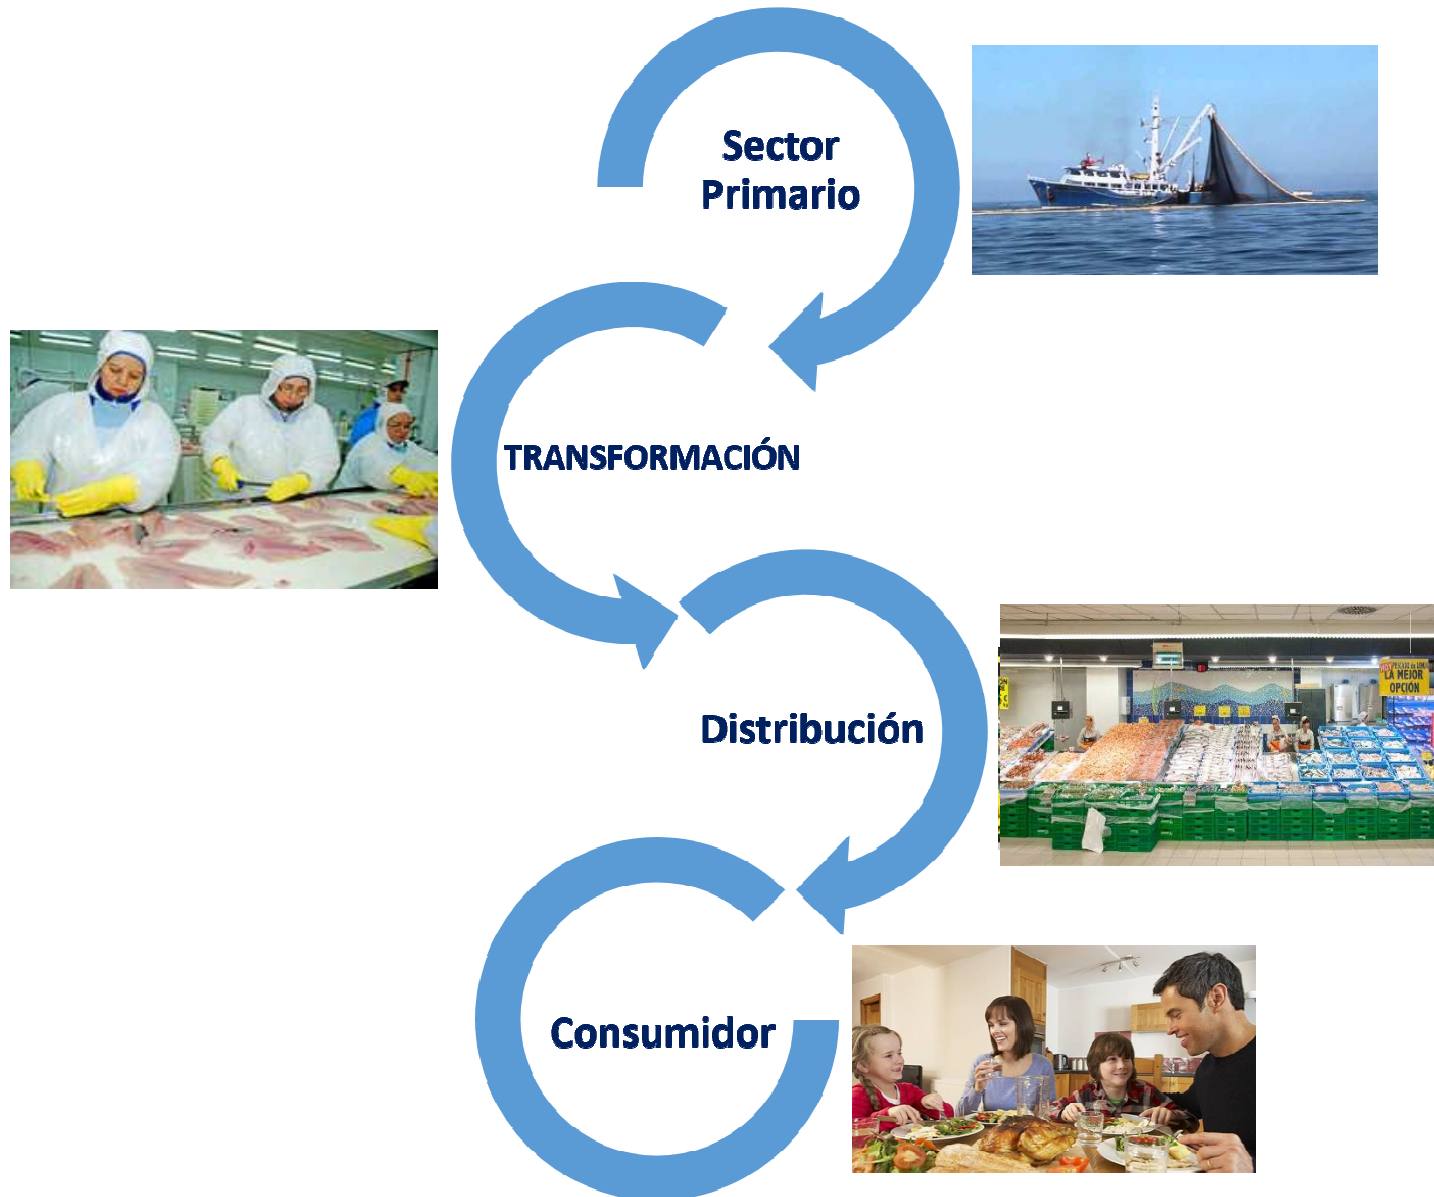 Sector
Primario
TRANSFORMACIÓN
Distribución
LA MEJOR
OPCIÓN
Consumidor